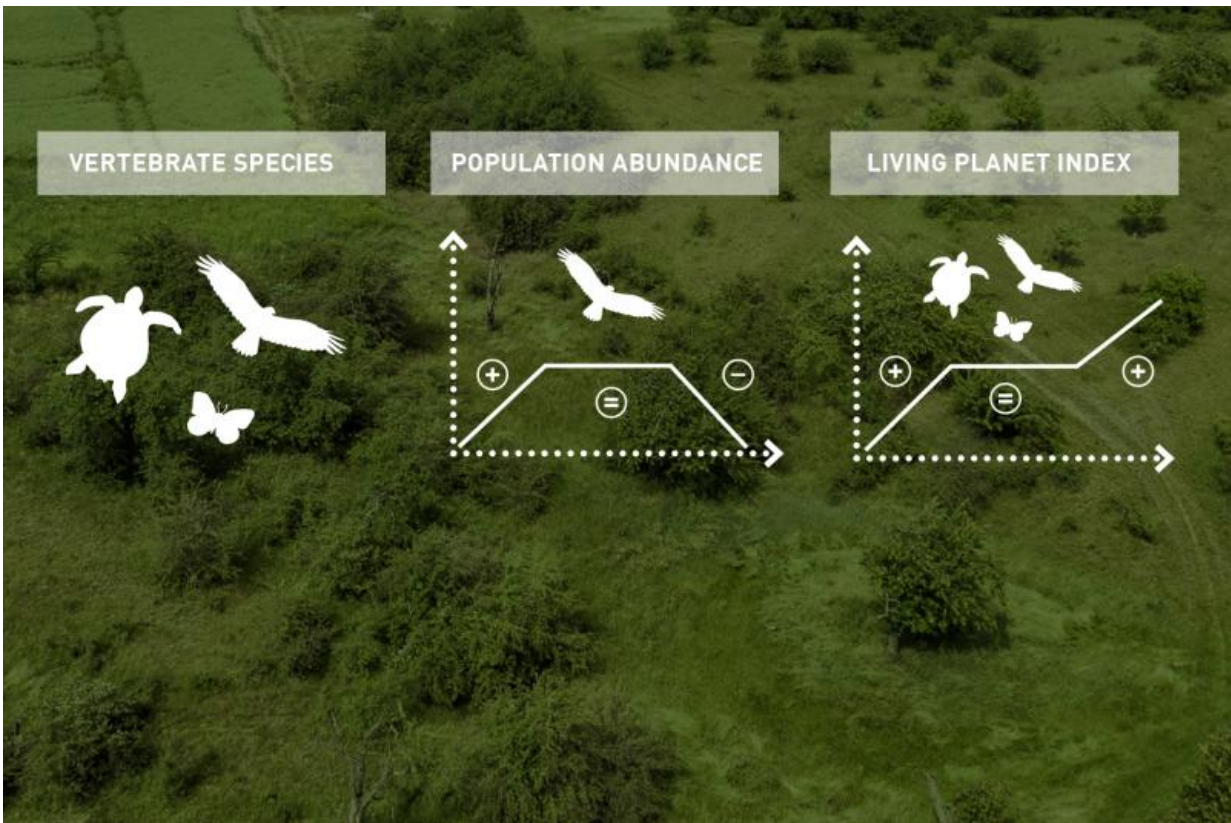 VERTEBRATE SPECIES
POPULATION ABUNDANCE
LIVING PLANET INDEX
+
=
−
+
=
+